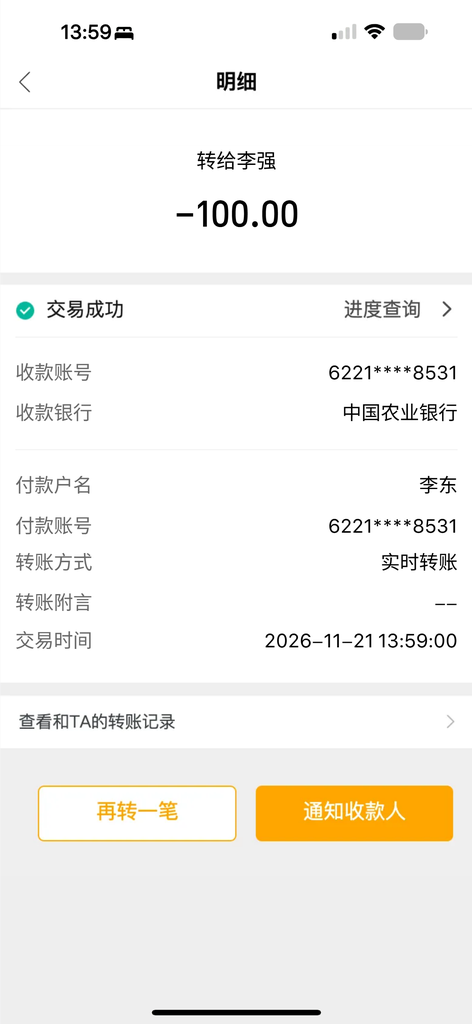 13:59
明细
转给李强
-100.00
交易成功 进度查询
收款账号 6221****8531
收款银行 中国农业银行
付款户名 李东
付款账号 6221****8531
转账方式 实时转账
转账附言 --
交易时间 2026-11-21 13:59:00
查看和TA的转账记录
再转一笔 通知收款人